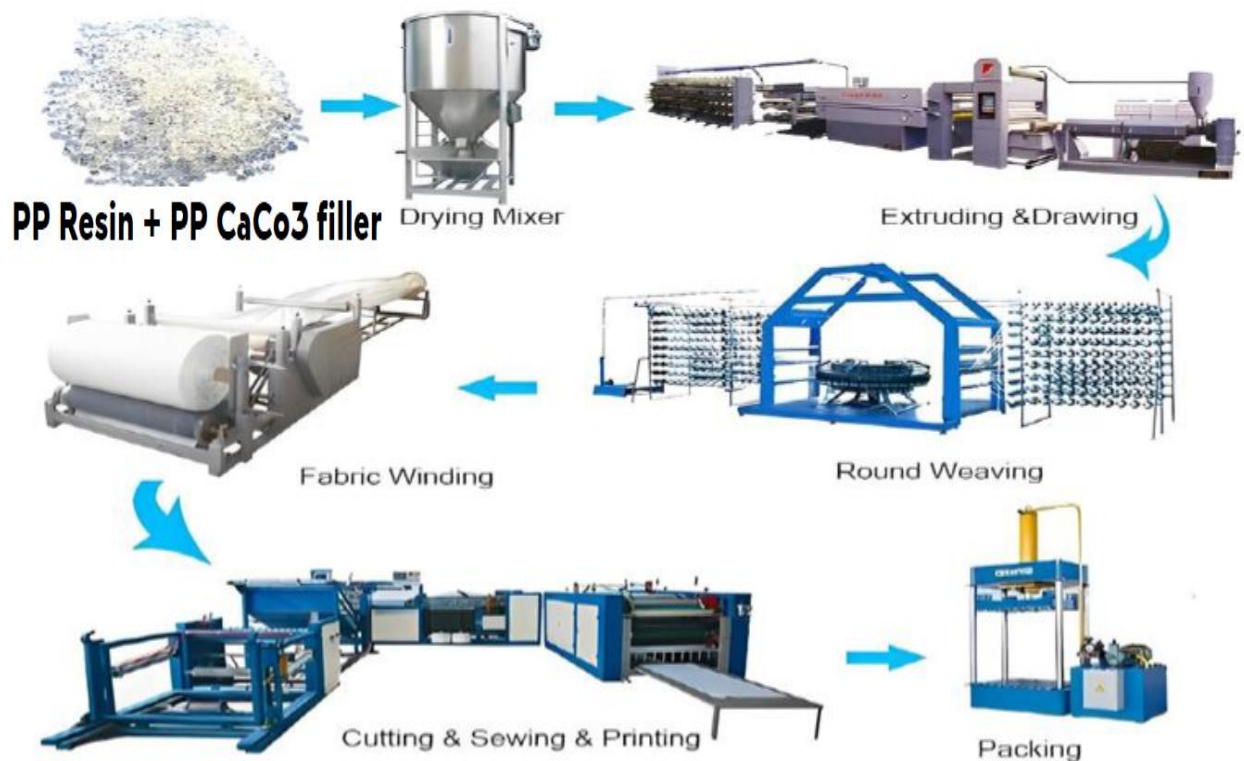 PP Resin + PP CaCo3 filler
Drying Mixer
Extruding &Drawing
Fabric Winding
Round Weaving
Cutting & Sewing & Printing
Packing